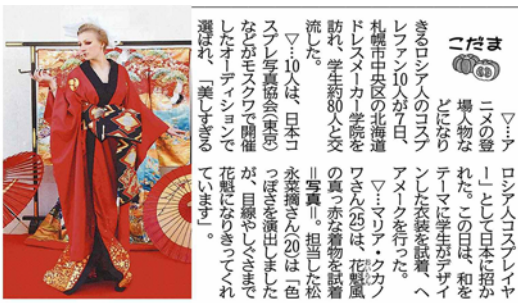 こだま
▽…ア
ニメの登
場人物な
どになり
きるロシア人のコスプ
レファン10人が7日、
札幌市中央区の北海道
ドレスメーカー学院を
訪れ、学生約80人と交
流した。
▽…10人は、日本コ
スプレ写真協会(東京)
などがモスクワで開催
したオーディションで
選ばれ、「美しすぎる
ロシア人コスプレイヤ
ー」として日本に招か
れた。この日は、和を
テーマに学生がデザイ
ンした衣装を試着、ヘ
アメークを行った。
▽…マリア・ブカノ
ワさん(25)は、花魁風
おいらん
の真っ赤な着物を試着
=写真=。担当した松
永菜摘さん(20)は「色
っぽさを演出しました
が、目線やしぐさまで
花魁になりきってくれ
ています」。